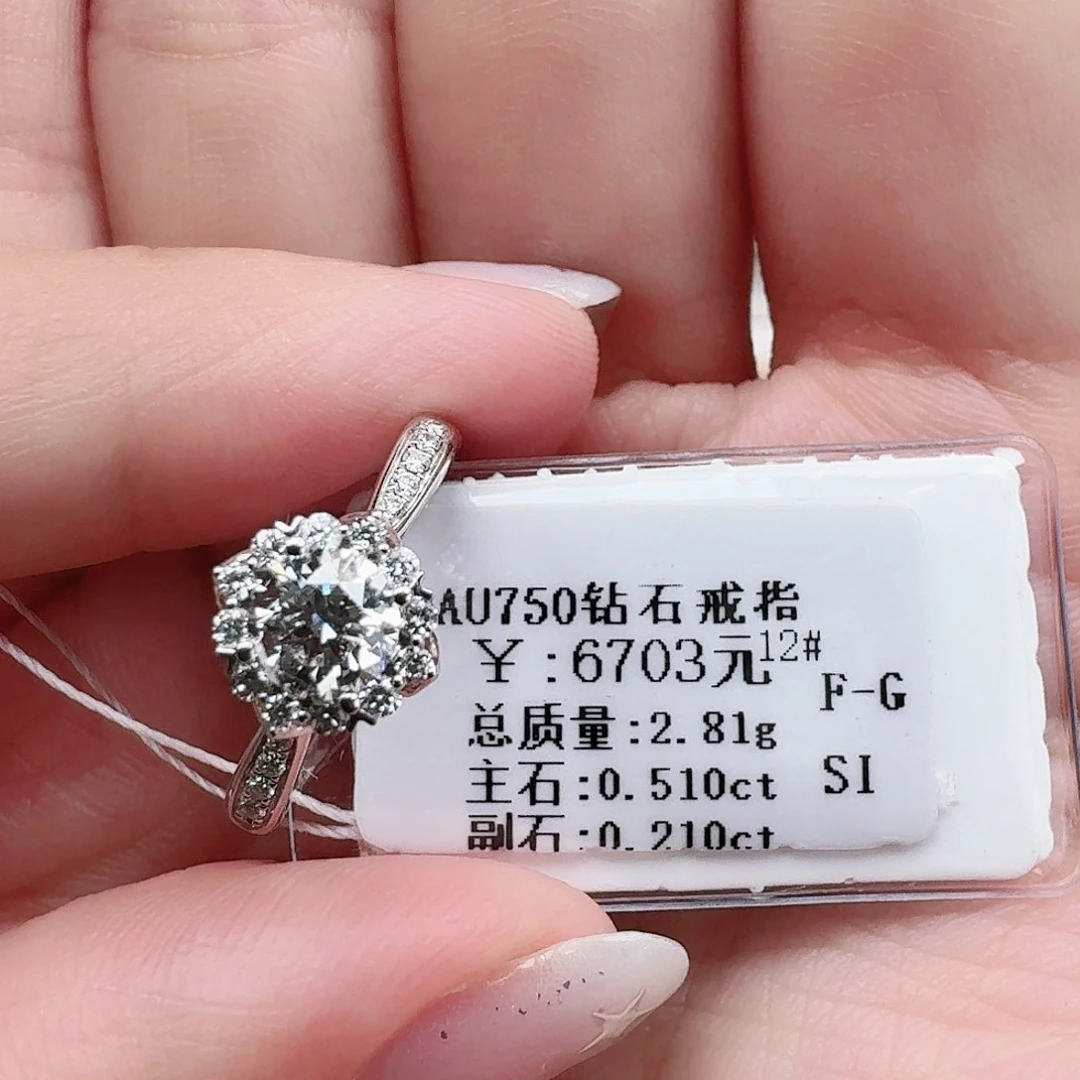 AU750钻石戒指
¥:6703元12#
F-G
总质量:2.81g
主石:0.510ct SI
副石:0.210ct